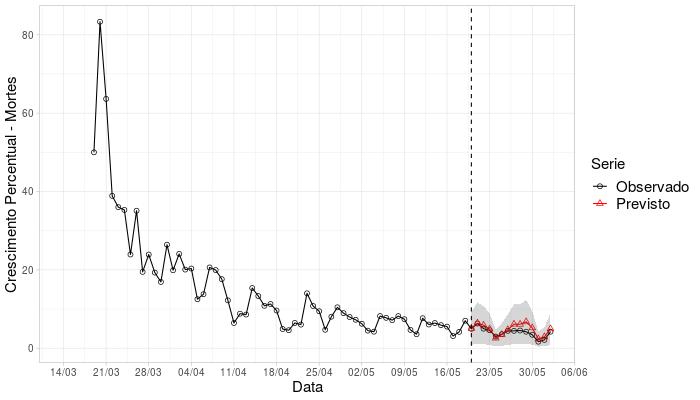 Crescimento Percentual - Mortes
80
60
40
20
0
14/03 21/03 28/03 04/04 11/04 18/04 25/04 02/05 09/05 16/05 23/05 30/05 06/06
Data
Serie
Observado
Previsto